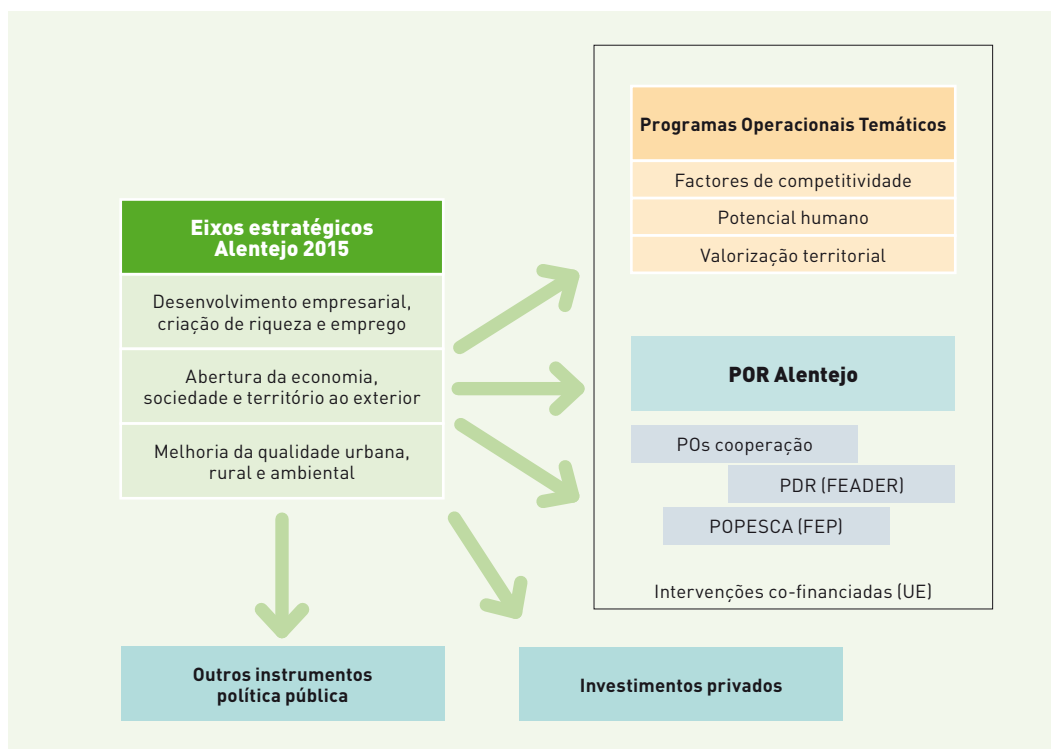 Eixos estratégicos
Alentejo 2015
Desenvolvimento empresarial,
criação de riqueza e emprego
Abertura da economia,
sociedade e território ao exterior
Melhoria da qualidade urbana,
rural e ambiental
Programas Operacionais Temáticos
Factores de competitividade
Potencial humano
Valorização territorial
POR Alentejo
POs cooperação
PDR (FEADER)
POPESCA (FEP)
Intervenções co-financiadas (UE)
Outros instrumentos
política pública
Investimentos privados